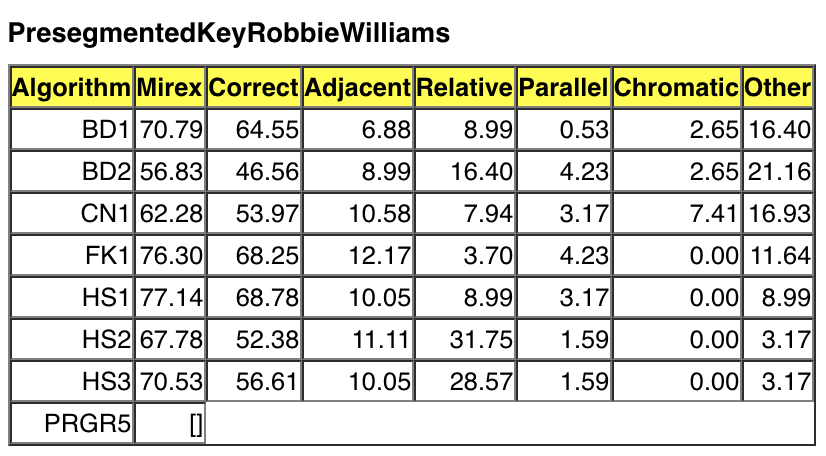 PresegmentedKeyRobbieWilliams
Algorithm Mirex Correct Adjacent Relative Parallel Chromatic Other
BD1 70.79 64.55 6.88 8.99 0.53 2.65 16.40
BD2 56.83 46.56 8.99 16.40 4.23 2.65 21.16
CN1 62.28 53.97 10.58 7.94 3.17 7.41 16.93
FK1 76.30 68.25 12.17 3.70 4.23 0.00 11.64
HS1 77.14 68.78 10.05 8.99 3.17 0.00 8.99
HS2 67.78 52.38 11.11 31.75 1.59 0.00 3.17
HS3 70.53 56.61 10.05 28.57 1.59 0.00 3.17
PRGR5 []